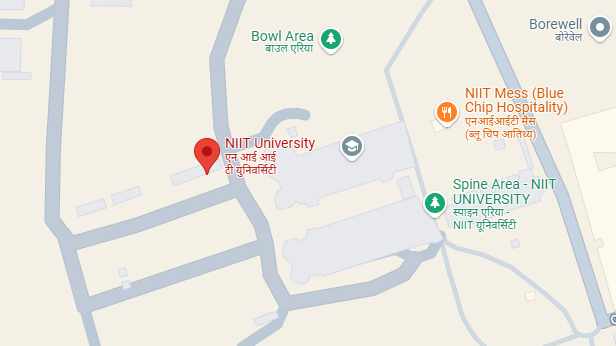 Borewell
बोरेवेल
Bowl Area
बाउल एरिया
NIIT Mess (Blue
Chip Hospitality)
एनआईआईटी मैस
(ब्लू चिप आतिथ्य)
NIIT University
एन आई आई
टी यूनिवर्सिटी
Spine Area - NIIT
UNIVERSITY
स्पाइन एरिया -
NIIT यूनिवर्सिटी